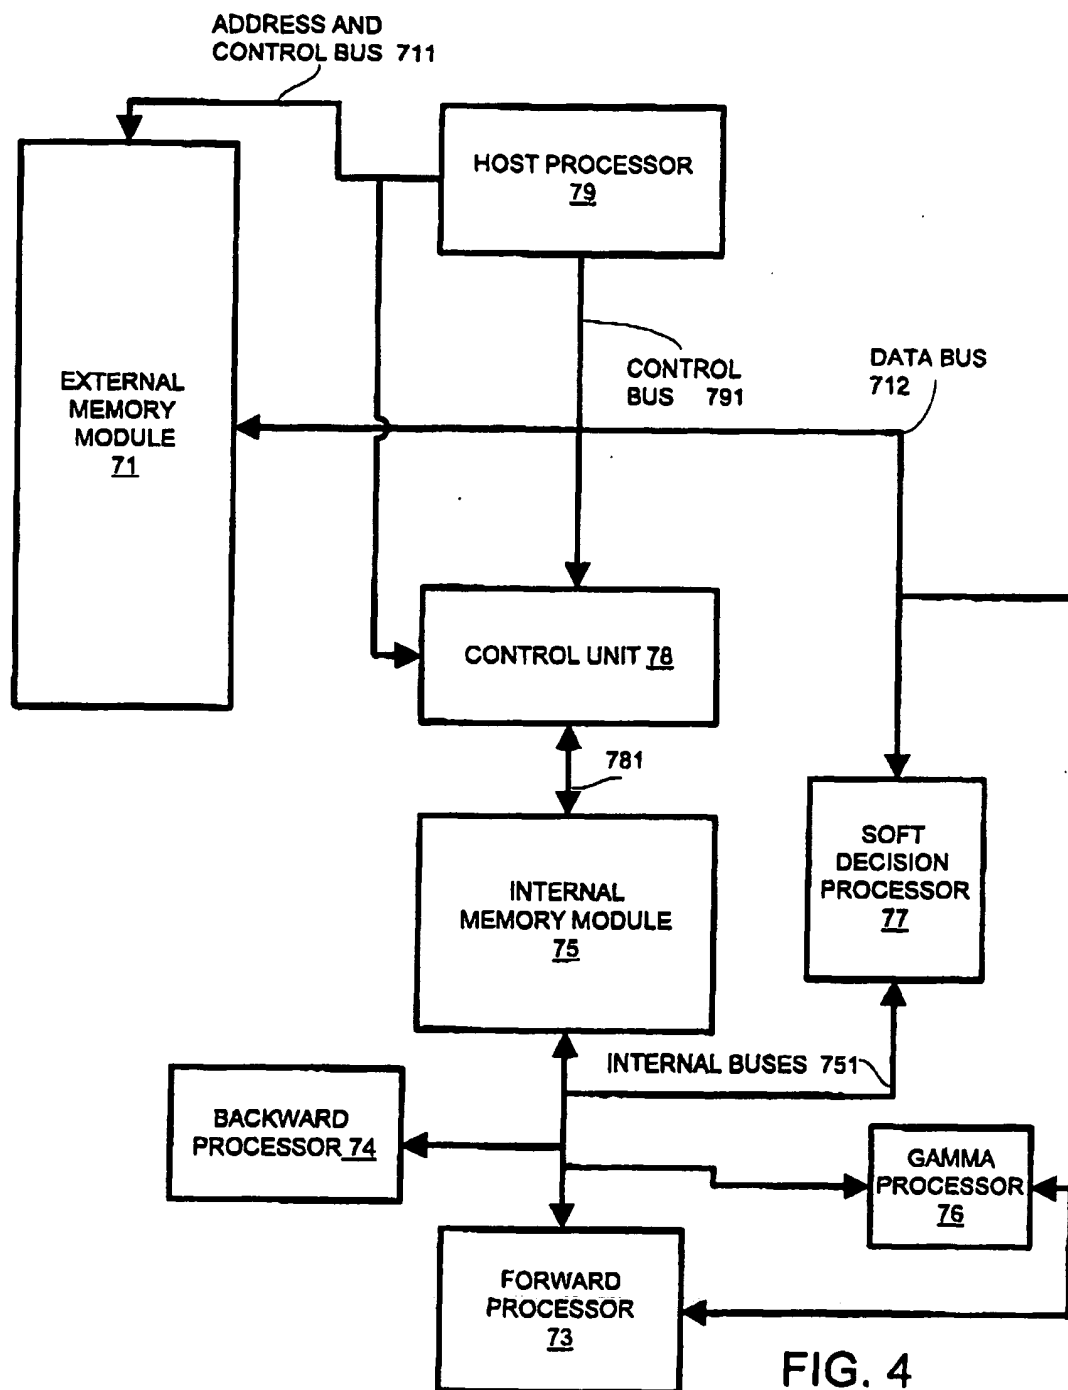 ADDRESS AND
CONTROL BUS 711
HOST PROCESSOR
79
EXTERNAL
MEMORY
MODULE
71
CONTROL
BUS 791
DATA BUS
712
CONTROL UNIT 78
781
INTERNAL
MEMORY MODULE
75
SOFT
DECISION
PROCESSOR
77
INTERNAL BUSES 751
BACKWARD
PROCESSOR 74
GAMMA
PROCESSOR
76
FORWARD
PROCESSOR
73
FIG. 4